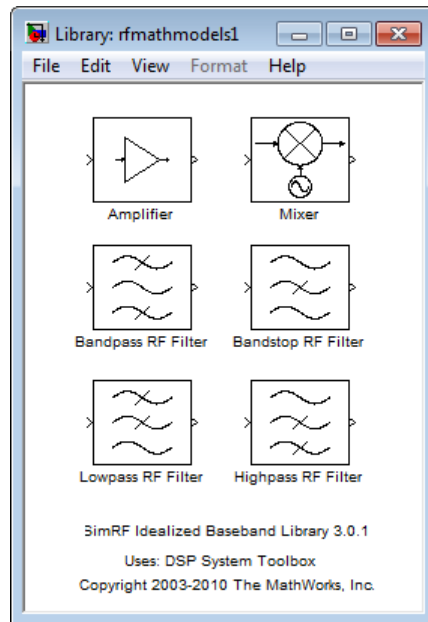 Library: rfmathmodels1
File Edit View Format Help
Amplifier Mixer
Bandpass RF Filter Bandstop RF Filter
Lowpass RF Filter Highpass RF Filter
SimRF Idealized Baseband Library 3.0.1
Uses: DSP System Toolbox
Copyright 2003-2010 The MathWorks, Inc.